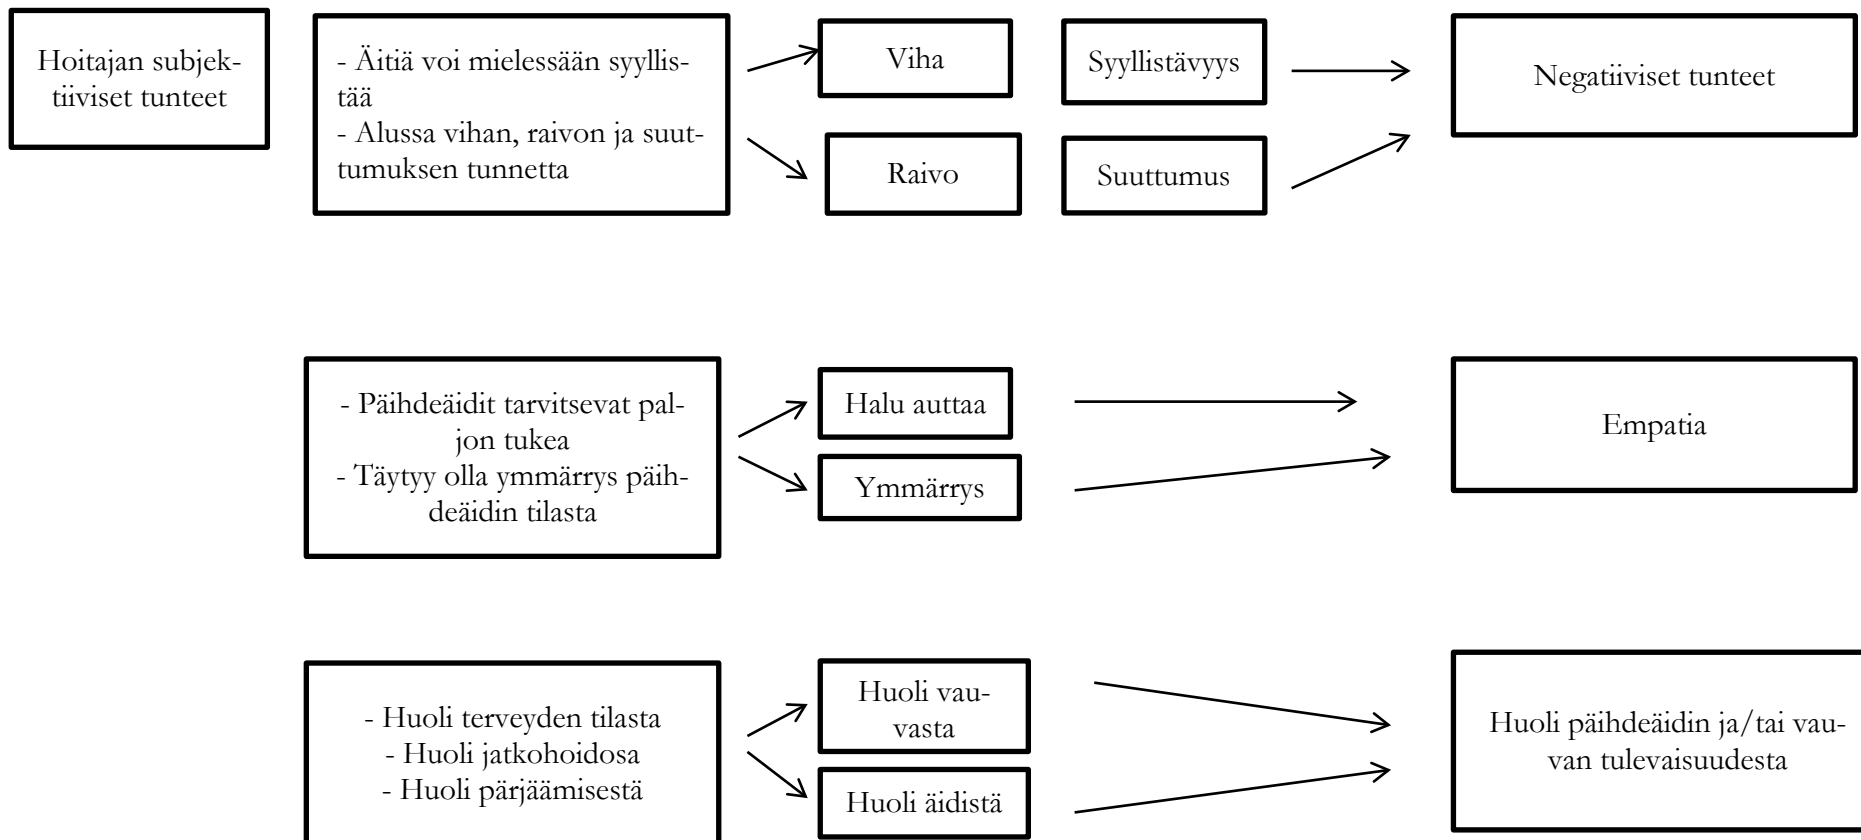 Hoitajan subjek-
tiiviset tunteet
- Äitiä voi mielessään syyllis-
tää
- Alussa vihan, raivon ja suut-
tumuksen tunnetta
Viha
Syyllistävyys
Negatiiviset tunteet
Raivo
Suuttumus
- Päihdeäidit tarvitsevat pal-
jon tukea
- Täytyy olla ymmärrys päih-
deäidin tilasta
Halu auttaa
Ymmärrys
Empatia
- Huoli terveyden tilasta
- Huoli jatkohoidosa
- Huoli pärjäämisestä
Huoli vau-
vasta
Huoli äidistä
Huoli päihdeäidin ja/tai vau-
van tulevaisuudesta